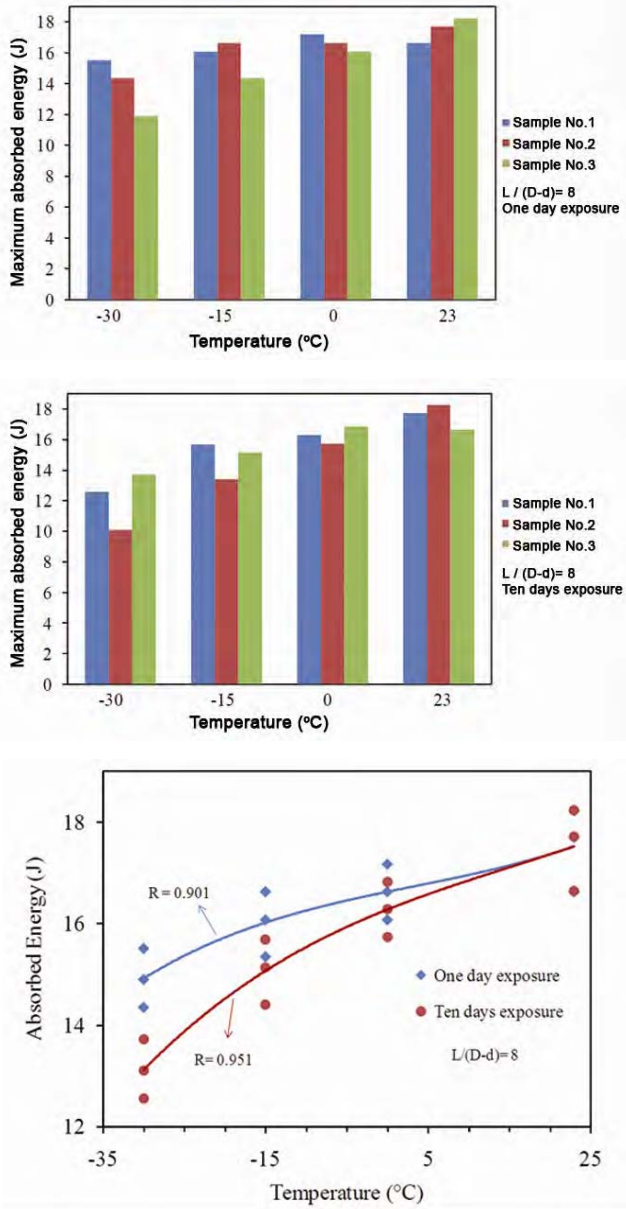 Maximum absorbed energy (J)
18
16
14
12
10
8
6
4
2
0
-30
-15
0
23
Temperature (°C)
Sample No.1
Sample No.2
Sample No.3
L / (D-d)= 8
One day exposure
Maximum absorbed energy (J)
18
16
14
12
10
8
6
4
2
0
-30
-15
0
23
Temperature (°C)
Sample No.1
Sample No.2
Sample No.3
L / (D-d)= 8
Ten days exposure
Absorbed Energy (J)
18
16
14
12
R = 0.901
R= 0.951
One day exposure
Ten days exposure
L/(D-d)= 8
-35
-15
5
25
Temperature (°C)